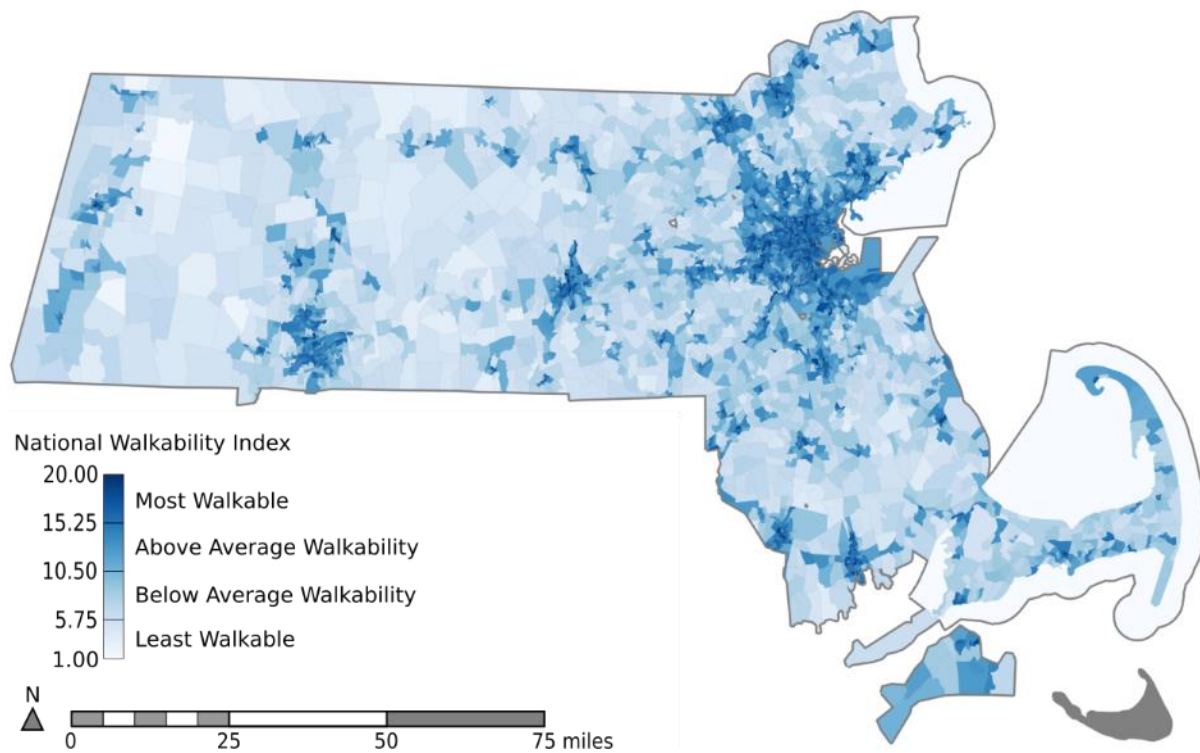 National Walkability Index
20.00
Most Walkable
15.25
Above Average Walkability
10.50
Below Average Walkability
5.75
Least Walkable
1.00
N
0 25 50 75 miles